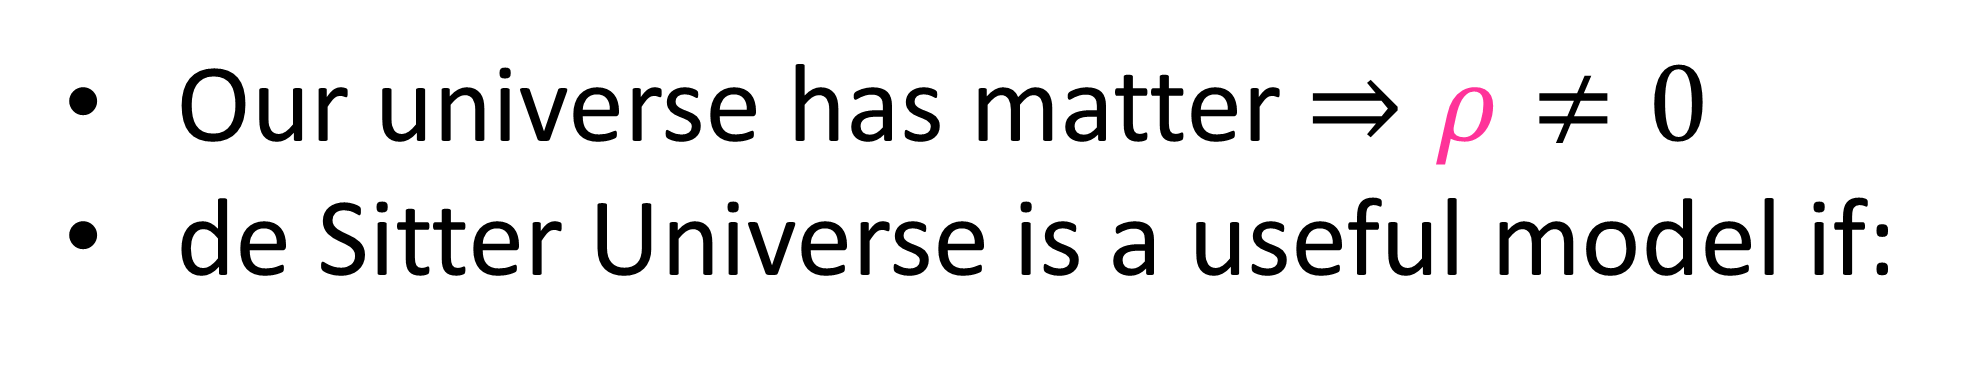 • Our universe has matter ⇒ ρ ≠ 0
• de Sitter Universe is a useful model if: